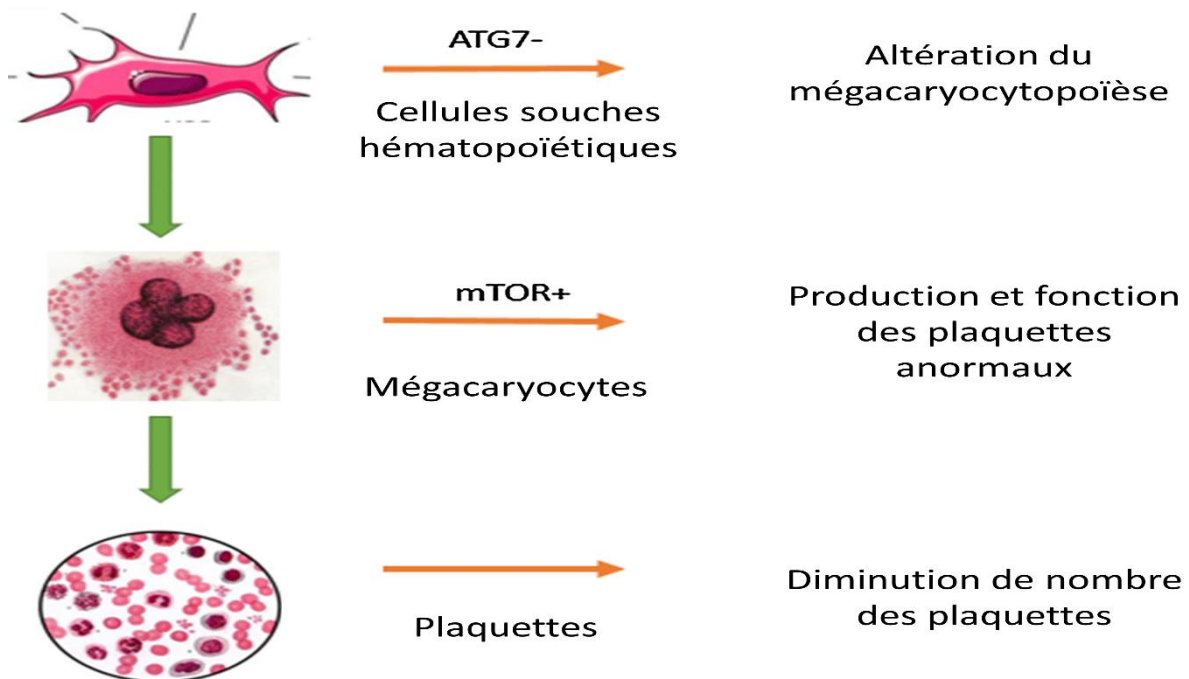 ATG7-
Cellules souches
hématopoïétiques
Altération du
mégacaryocytopoïèse
mTOR+
Mégacaryocytes
Production et fonction
des plaquettes
anormaux
Plaquettes
Diminution de nombre
des plaquettes